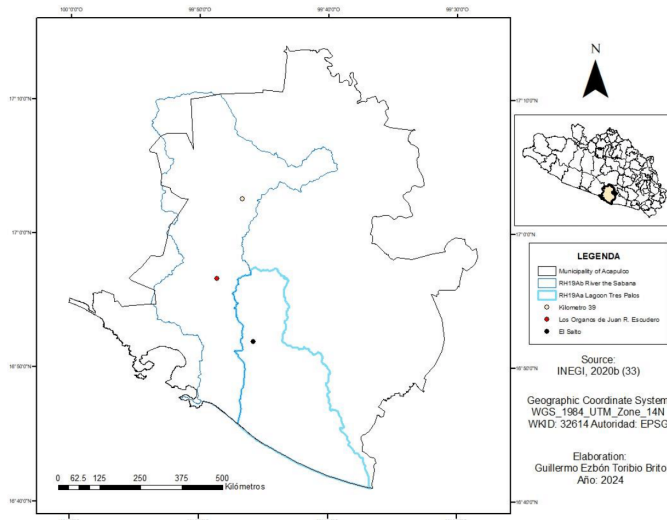 100°0'0"O 99°50'0"O 99°40'0"O 99°30'0"O
N
17°10'0"N 17°10'0"N
17°0'0"N 17°0'0"N
16°50'0"N 16°50'0"N
16°40'0"N 16°40'0"N
0 62.5 125 250 375 500
Kilómetros
LEGENDA
Municipality of Acapulco
RH19Ab River the Sabana
RH19Aa Lagoon Tres Palos
Kilometro 39
Los Organos de Juan R. Escudero
El Salto
Source:
INEGI, 2020b (33)
Geographic Coordinate System
WGS_1984_UTM_Zone_14N
WKID: 32614 Autoridad: EPSG
Elaboration:
Guillermo Ezbón Toribio Brito
Año: 2024